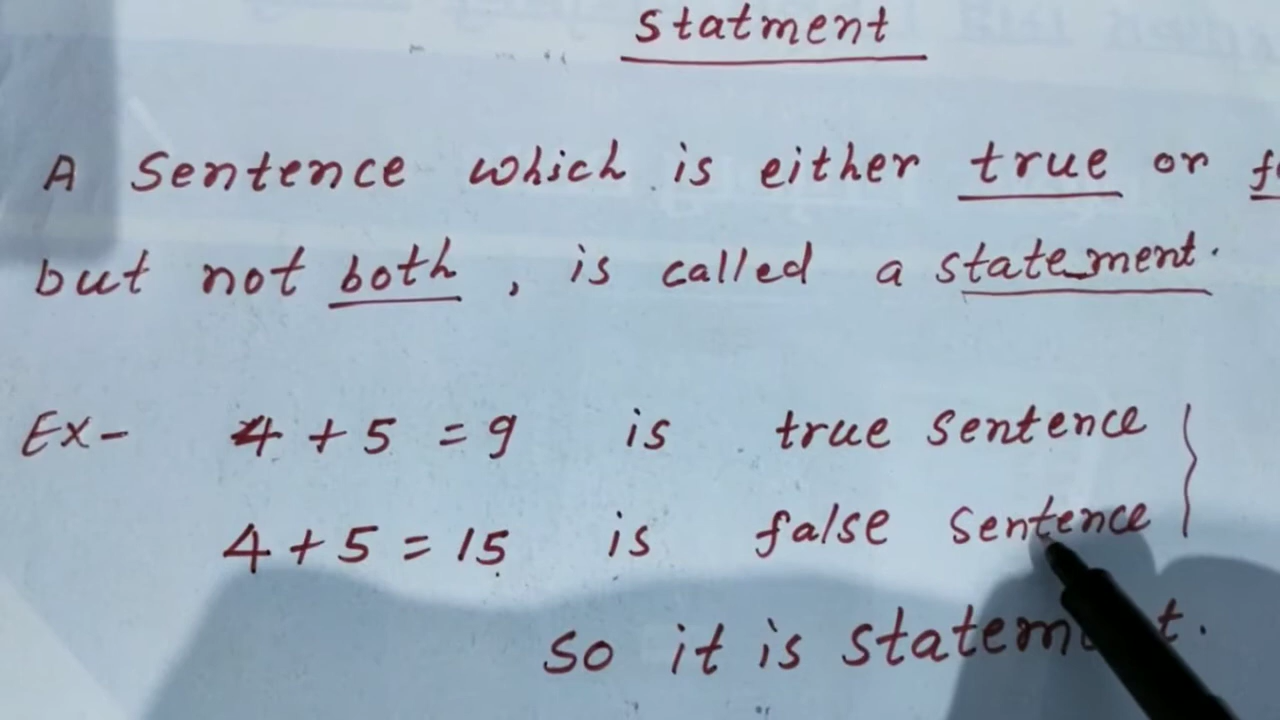 statment
A Sentence which is either true or
but not both, is called a statement.
Ex- 4+5 =9 is true sentence
4+5=15 is false sentence
so it is